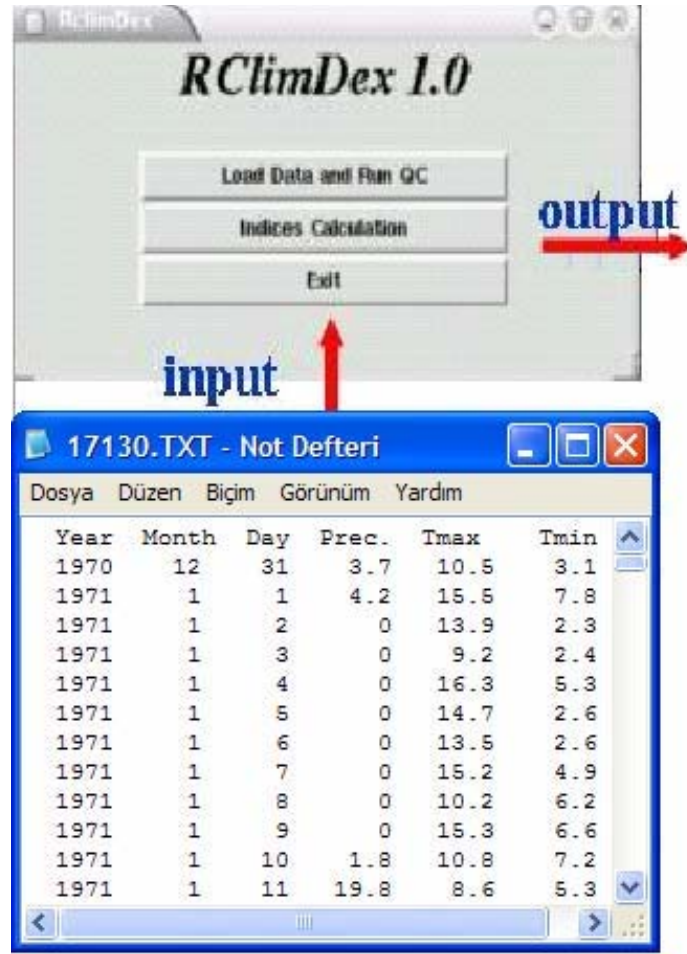 RClimDex
RClimDex 1.0
Load Data and Run QC
Indices Calculation
Exit
output
input
17130.TXT - Not Defteri
Dosya Düzen Biçim Görünüm Yardım
Year Month Day Prec. Tmax Tmin
1970 12 31 3.7 10.5 3.1
1971 1 1 4.2 15.5 7.8
1971 1 2 0 13.9 2.3
1971 1 3 0 9.2 2.4
1971 1 4 0 16.3 5.3
1971 1 5 0 14.7 2.6
1971 1 6 0 13.5 2.6
1971 1 7 0 15.2 4.9
1971 1 8 0 10.2 6.2
1971 1 9 0 15.3 6.6
1971 1 10 1.8 10.8 7.2
1971 1 11 19.8 8.6 5.3